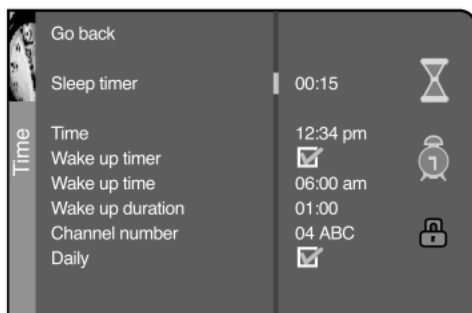 Go back
Sleep timer 00:15
Time
Time 12:34 pm
Wake up timer
Wake up time 06:00 am
Wake up duration 01:00
Channel number 04 ABC
Daily